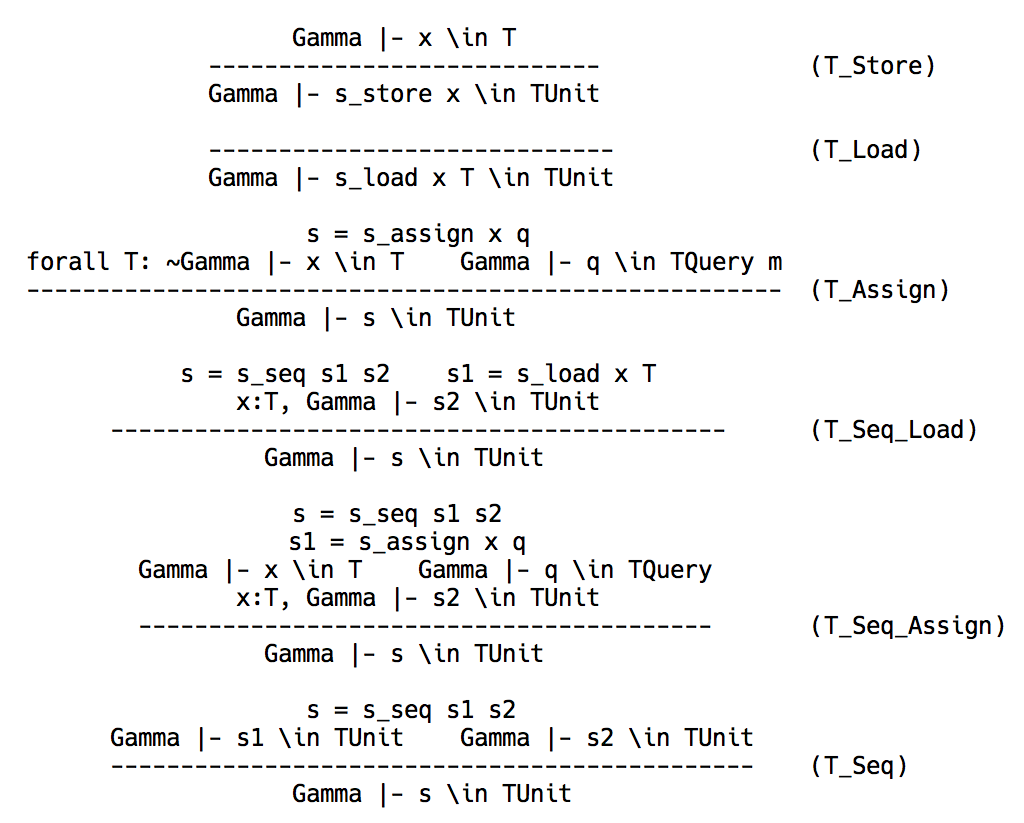 Gamma |- x \in T
---------------------------- (T_Store)
Gamma |- s_store x \in TUnit
----------------------------- (T_Load)
Gamma |- s_load x T \in TUnit
s = s_assign x q
forall T: ~Gamma |- x \in T    Gamma |- q \in TQuery m
------------------------------------------------------ (T_Assign)
Gamma |- s \in TUnit
s = s_seq s1 s2    s1 = s_load x T
x:T, Gamma |- s2 \in TUnit
-------------------------------------------- (T_Seq_Load)
Gamma |- s \in TUnit
s = s_seq s1 s2
s1 = s_assign x q
Gamma |- x \in T    Gamma |- q \in TQuery
x:T, Gamma |- s2 \in TUnit
----------------------------------------- (T_Seq_Assign)
Gamma |- s \in TUnit
s = s_seq s1 s2
Gamma |- s1 \in TUnit    Gamma |- s2 \in TUnit
---------------------------------------------- (T_Seq)
Gamma |- s \in TUnit